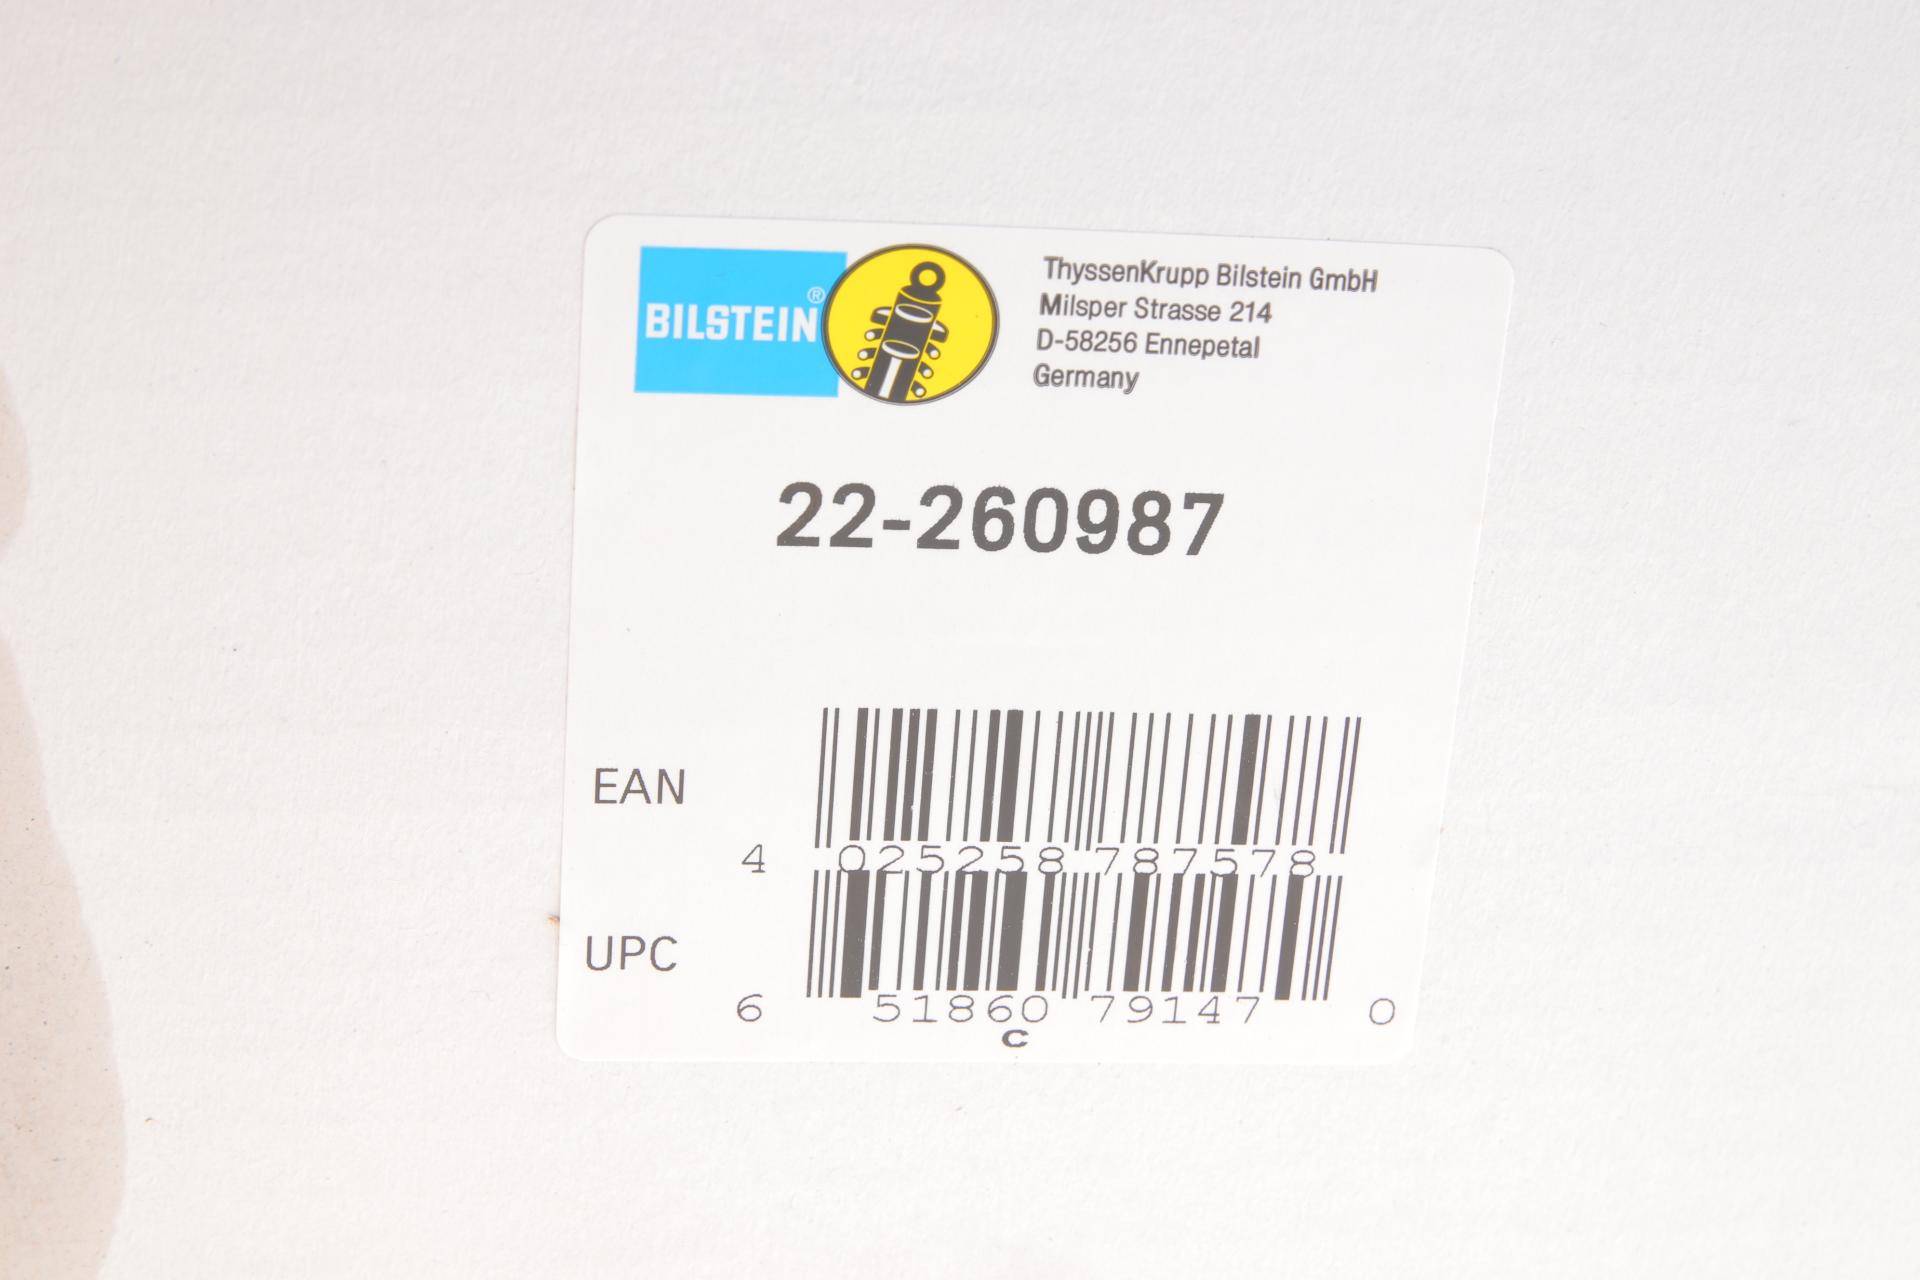 BILSTEIN®
ThyssenKrupp Bilstein GmbH
Milsper Strasse 214
D-58256 Ennepetal
Germany
22-260987
EAN
4 025258 787578
UPC
6 51860 79147 0
C